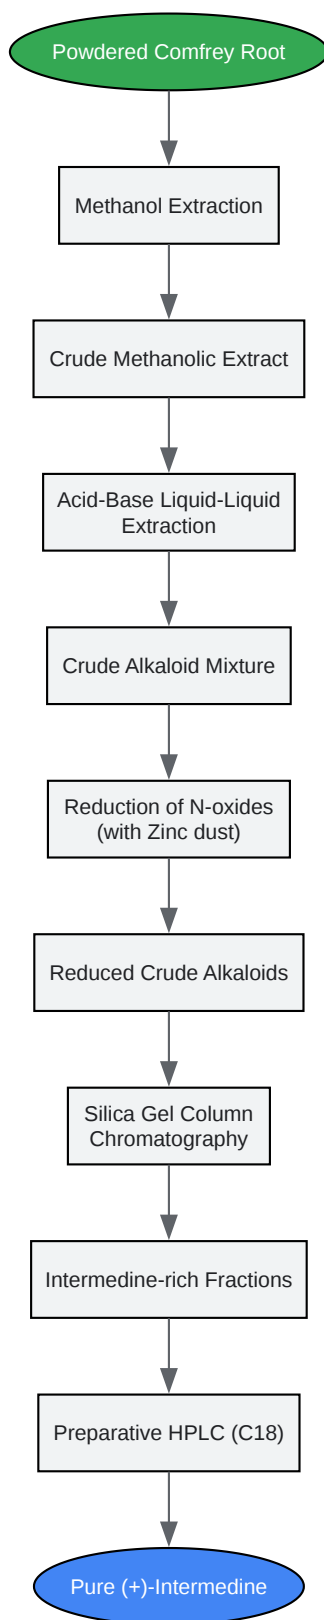 Powdered Comfrey Root
Methanol Extraction
Crude Methanolic Extract
Acid-Base Liquid-Liquid
Extraction
Crude Alkaloid Mixture
Reduction of N-oxides
(with Zinc dust)
Reduced Crude Alkaloids
Silica Gel Column
Chromatography
Intermedine-rich Fractions
Preparative HPLC (C18)
Pure (+)-Intermedine